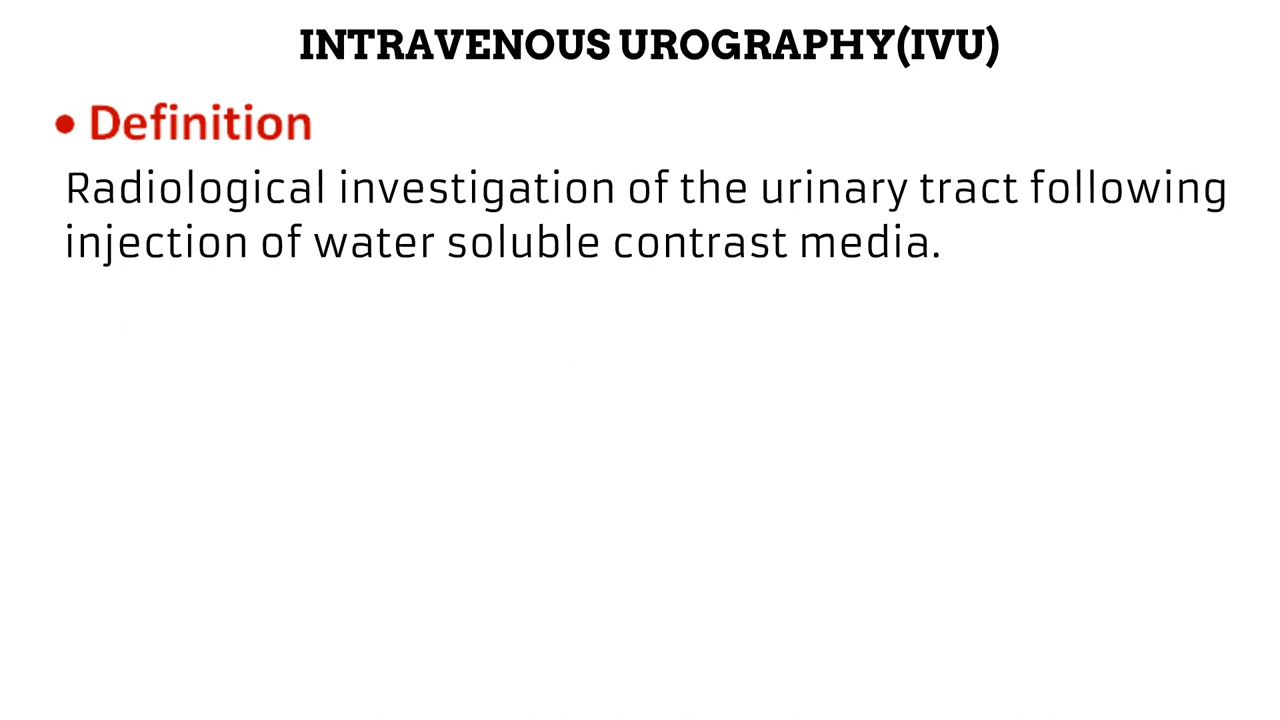 INTRAVENOUS UROGRAPHY(IVU)
• Definition
Radiological investigation of the urinary tract following
injection of water soluble contrast media.